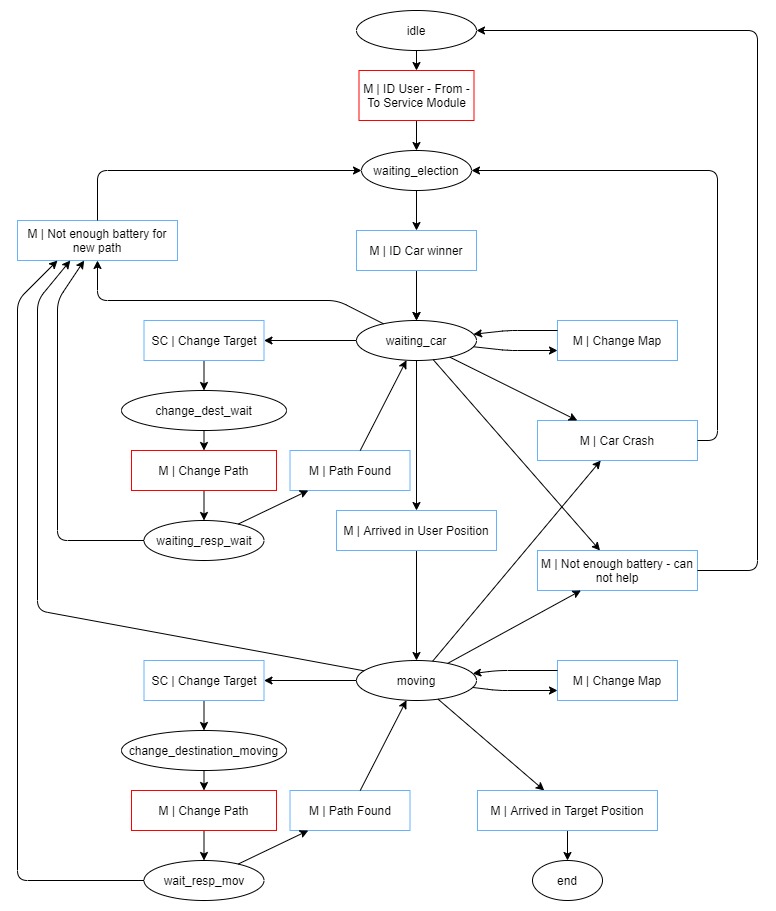 idle
M | ID User - From -
To Service Module
waiting_election
M | Not enough battery for
new path
M | ID Car winner
SC | Change Target
waiting_car
M | Change Map
change_dest_wait
M | Car Crash
M | Change Path
M | Path Found
M | Arrived in User Position
waiting_resp_wait
M | Not enough battery - can
not help
SC | Change Target
moving
M | Change Map
change_destination_moving
M | Change Path
M | Path Found
M | Arrived in Target Position
wait_resp_mov
end